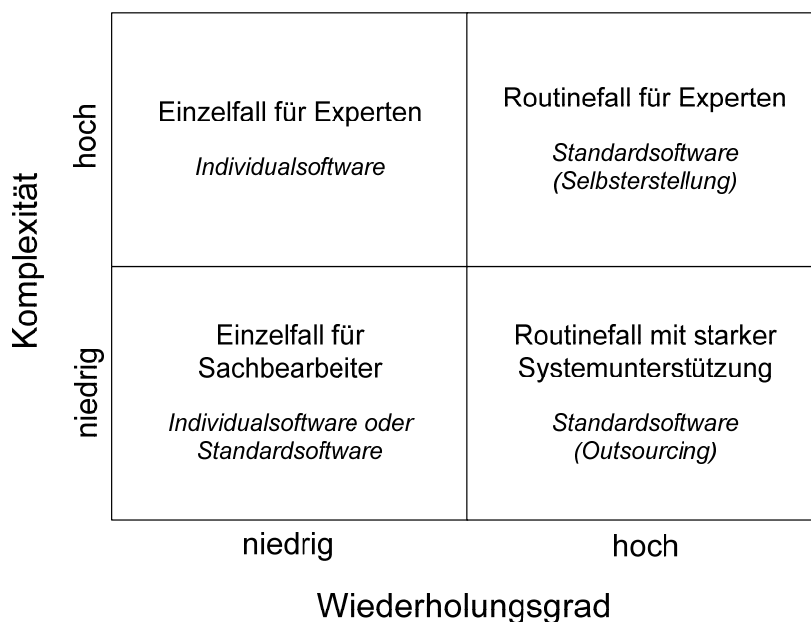 Komplexität
hoch
Einzelfall für Experten
Individualsoftware
Routinefall für Experten
Standardsoftware
(Selbsterstellung)
niedrig
Einzelfall für
Sachbearbeiter
Individualsoftware oder
Standardsoftware
Routinefall mit starker
Systemunterstützung
Standardsoftware
(Outsourcing)
niedrig
hoch
Wiederholungsgrad